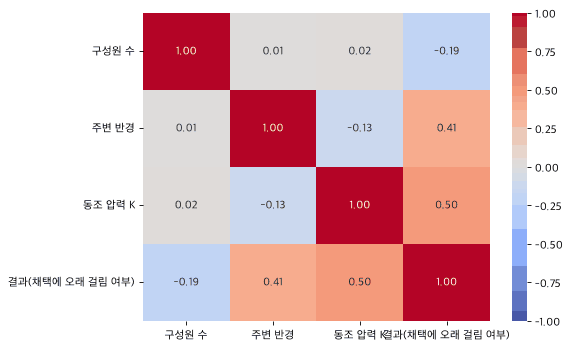 구성원 수 1.00 0.01 0.02 -0.19
주변 반경 0.01 1.00 -0.13 0.41
동조 압력 K 0.02 -0.13 1.00 0.50
결과(채택에 오래 걸림 여부) -0.19 0.41 0.50 1.00
구성원 수 주변 반경 동조 압력 K 결과(채택에 오래 걸림 여부)
1.00
0.75
0.50
0.25
0.00
-0.25
-0.50
-0.75
-1.00